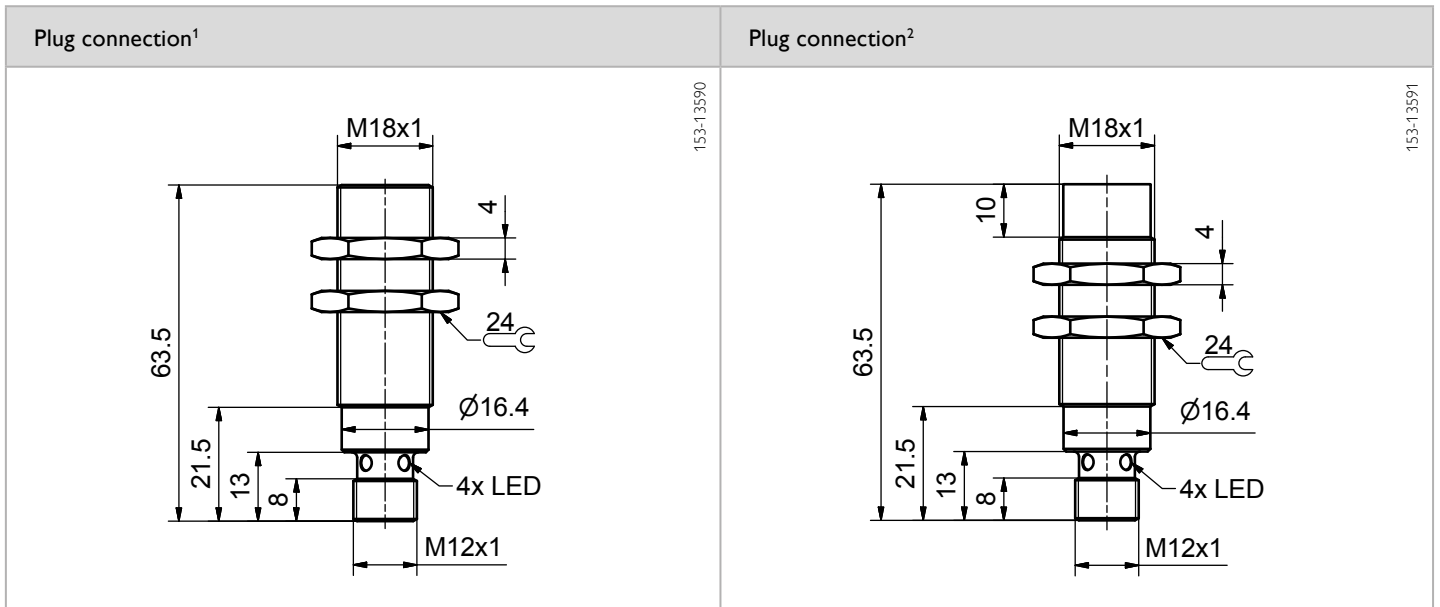 Plug connection¹
Plug connection²
153-13590
M18x1
4
63.5
24
Ø16.4
21.5
13
8
4x LED
M12x1
153-13591
M18x1
10
4
63.5
24
Ø16.4
21.5
13
8
4x LED
M12x1